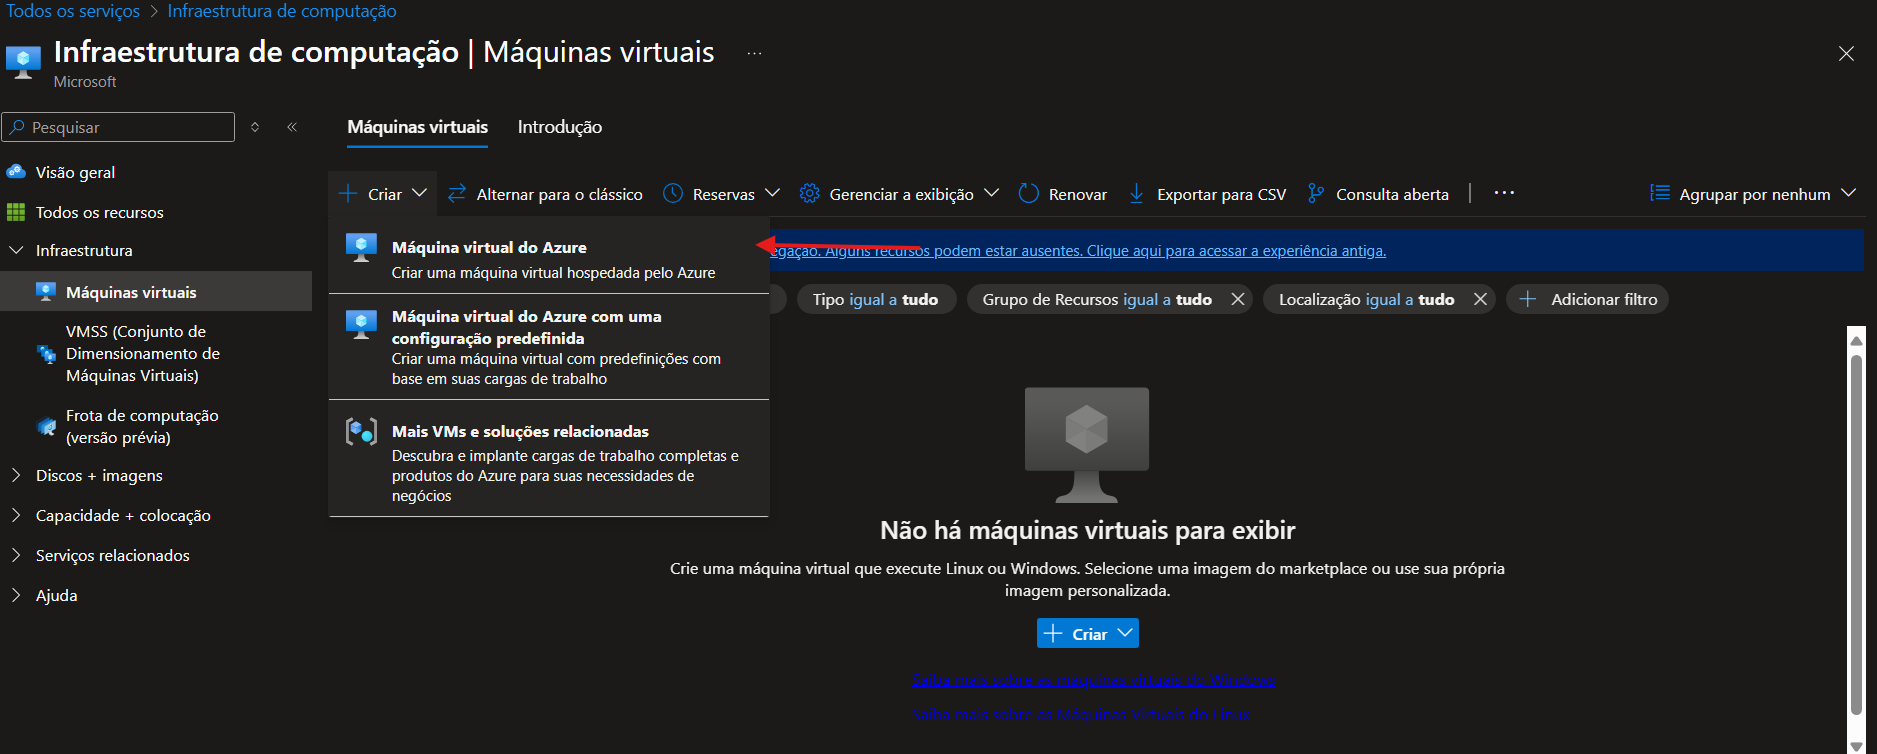 Todos os serviços > Infraestrutura de computação
Infraestrutura de computação | Máquinas virtuais ...
Microsoft
Pesquisar
Visão geral
Todos os recursos
Infraestrutura
Máquinas virtuais
VMSS (Conjunto de
Dimensionamento de
Máquinas Virtuais)
Frota de computação
(versão prévia)
Discos + imagens
Capacidade + colocação
Serviços relacionados
Ajuda
Máquinas virtuais Introdução
Criar Alternar para o clássico Reservas Gerenciar a exibição Renovar Exportar para CSV Consulta aberta | ... Agrupar por nenhum
Máquina virtual do Azure
Criar uma máquina virtual hospedada pelo Azure
Máquina virtual do Azure com uma
configuração predefinida
Criar uma máquina virtual com predefinições com
base em suas cargas de trabalho
Mais VMs e soluções relacionadas
Descubra e implante cargas de trabalho completas e
produtos do Azure para suas necessidades de
negócios
egação. Alguns recursos podem estar ausentes. Clique aqui para acessar a experiência antiga.
Tipo igual a tudo Grupo de Recursos igual a tudo Localização igual a tudo Adicionar filtro
Não há máquinas virtuais para exibir
Crie uma máquina virtual que execute Linux ou Windows. Selecione uma imagem do marketplace ou use sua própria
imagem personalizada.
Criar
Saiba mais sobre as máquinas virtuais do Windows
Saiba mais sobre as Máquinas Virtuais do Linux